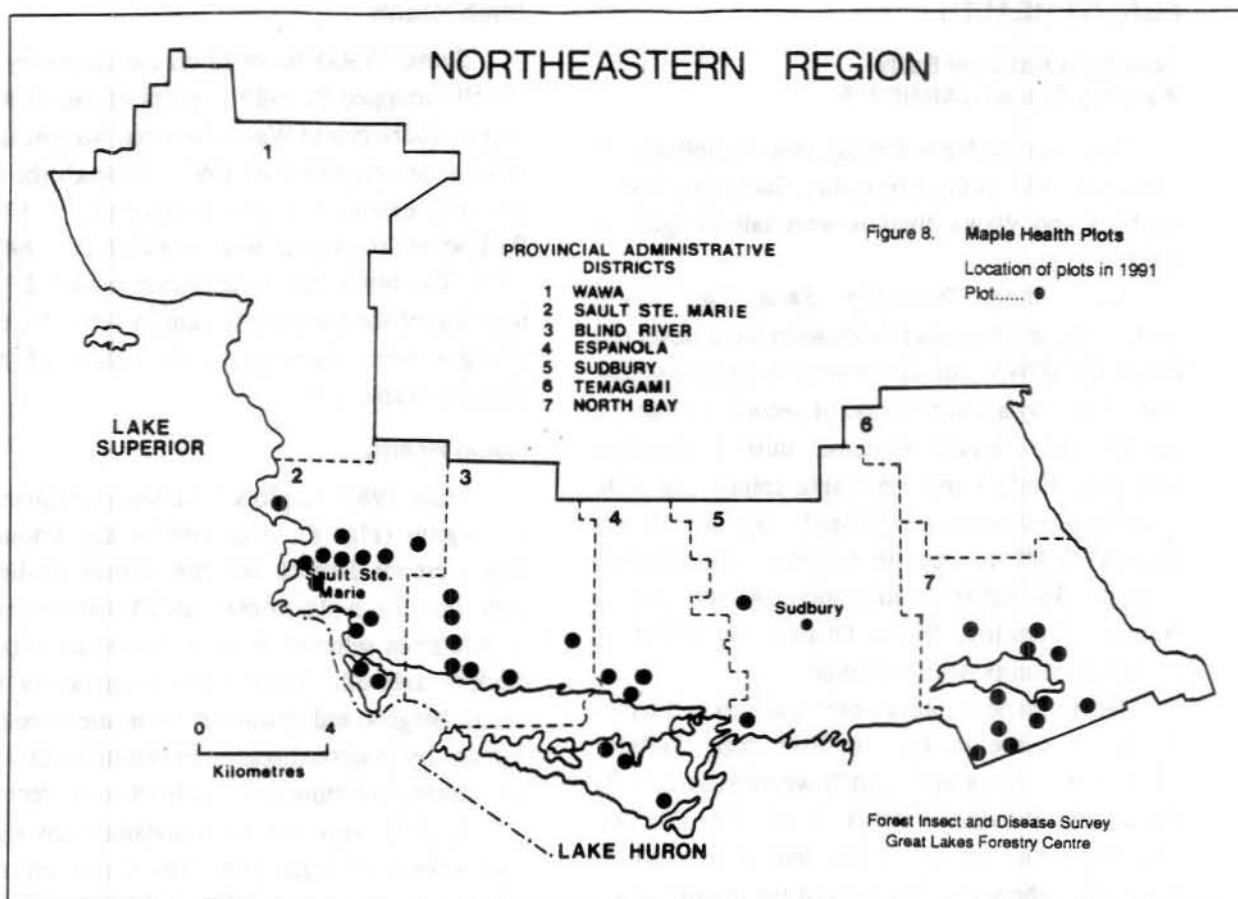 NORTHEASTERN REGION
1
PROVINCIAL ADMINISTRATIVE
DISTRICTS
1 WAWA
2 SAULT STE. MARIE
3 BLIND RIVER
4 ESPANOLA
5 SUDBURY
6 TEMAGAMI
7 NORTH BAY
Figure 8. Maple Health Plots
Location of plots in 1991
Plot......
LAKE
SUPERIOR
2
3
4
5
6
7
Ste.
Marie
Sudbury
0 4
Kilometres
LAKE HURON
Forest Insect and Disease Survey
Great Lakes Forestry Centre